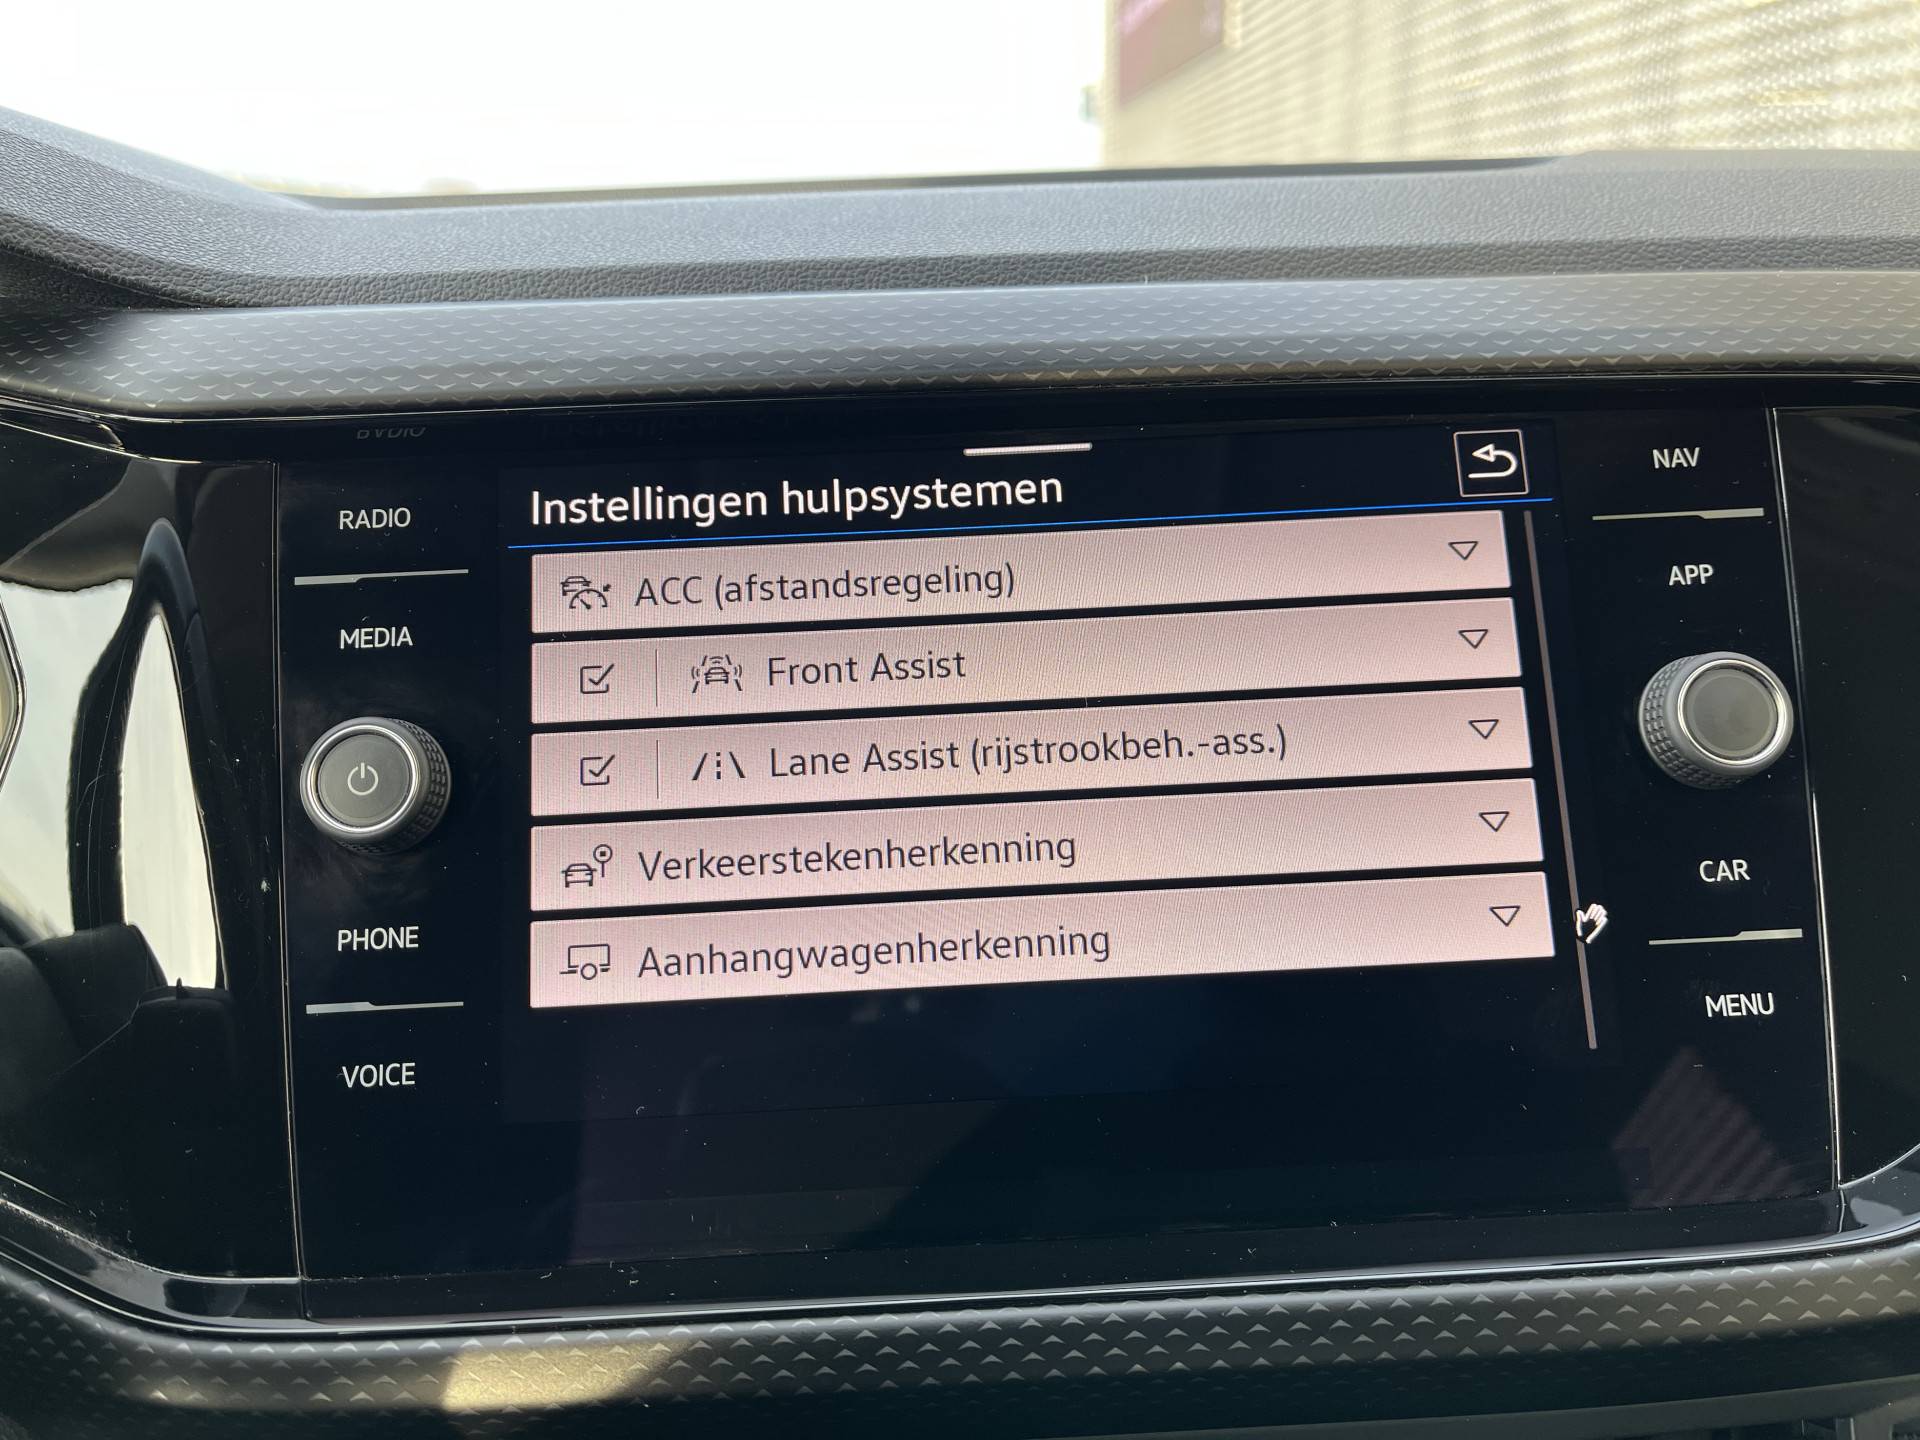 RADIO
MEDIA
PHONE
VOICE
Instellingen hulpsystemen
ACC (afstandsregeling)
Front Assist
Lane Assist (rijstrookbeh.-ass.)
Verkeerstekenherkenning
Aanhangwagenherkenning
NAV
APP
CAR
MENU